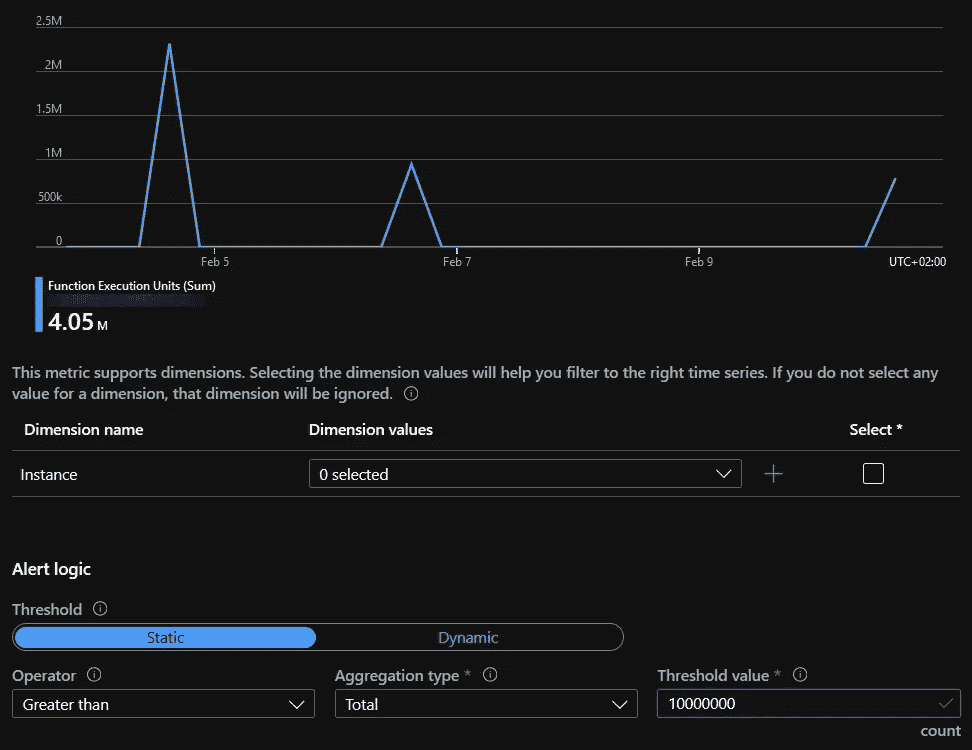 2.5M
2M
1.5M
1M
500k
0
Feb 5 Feb 7 Feb 9 UTC+02:00
Function Execution Units (Sum)
4.05 M
This metric supports dimensions. Selecting the dimension values will help you filter to the right time series. If you do not select any
value for a dimension, that dimension will be ignored.
Dimension name Dimension values Select *
Instance 0 selected
Alert logic
Threshold
Static Dynamic
Operator Aggregation type * Threshold value *
Greater than Total 10000000
count